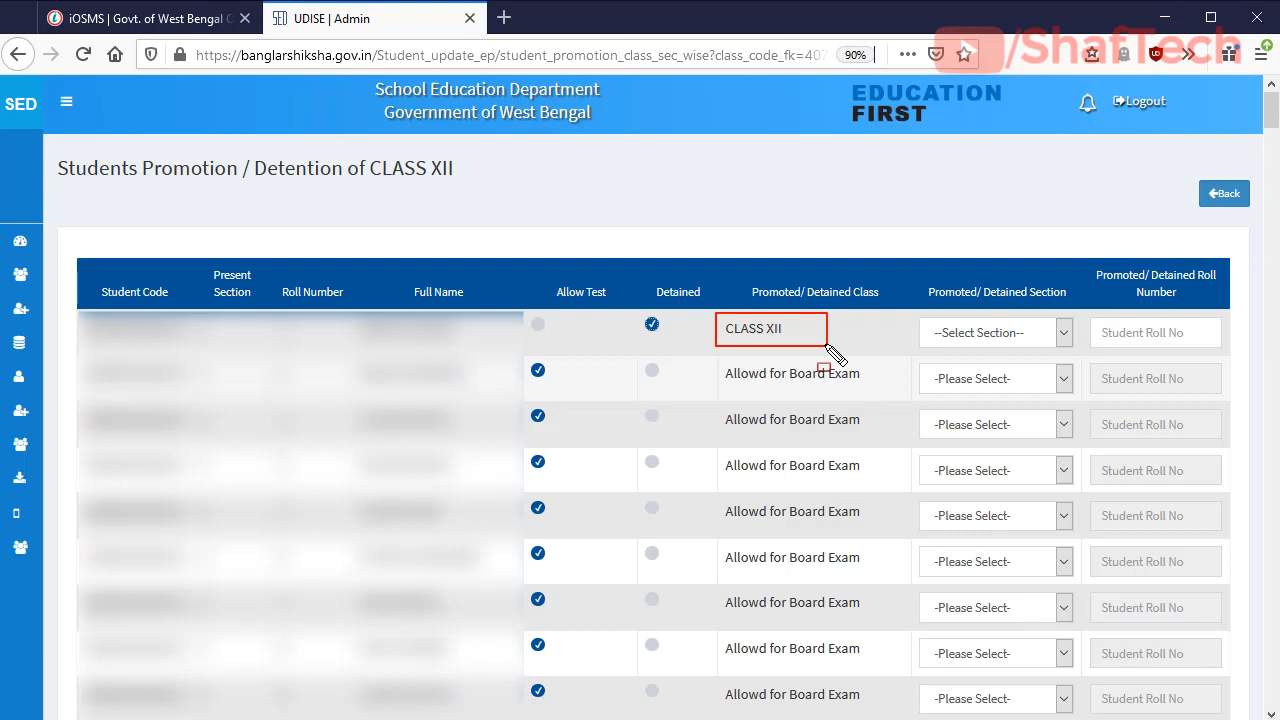 iOSMS | Govt. of West Bengal
UDISE | Admin
https://banglarshiksha.gov.in/Student_update_ep/student_promotion_class_sec_wise?class_code_fk=407
90%
/ShafTech
SED
School Education Department
Government of West Bengal
EDUCATION
FIRST
Logout
Students Promotion / Detention of CLASS XII
Back
Student Code
Present
Section
Roll Number
Full Name
Allow Test
Detained
Promoted/ Detained Class
Promoted/ Detained Section
Promoted/ Detained Roll
Number
CLASS XII
--Select Section--
Student Roll No
Allowd for Board Exam
-Please Select-
Student Roll No
Allowd for Board Exam
-Please Select-
Student Roll No
Allowd for Board Exam
-Please Select-
Student Roll No
Allowd for Board Exam
-Please Select-
Student Roll No
Allowd for Board Exam
-Please Select-
Student Roll No
Allowd for Board Exam
-Please Select-
Student Roll No
Allowd for Board Exam
-Please Select-
Student Roll No
Allowd for Board Exam
-Please Select-
Student Roll No